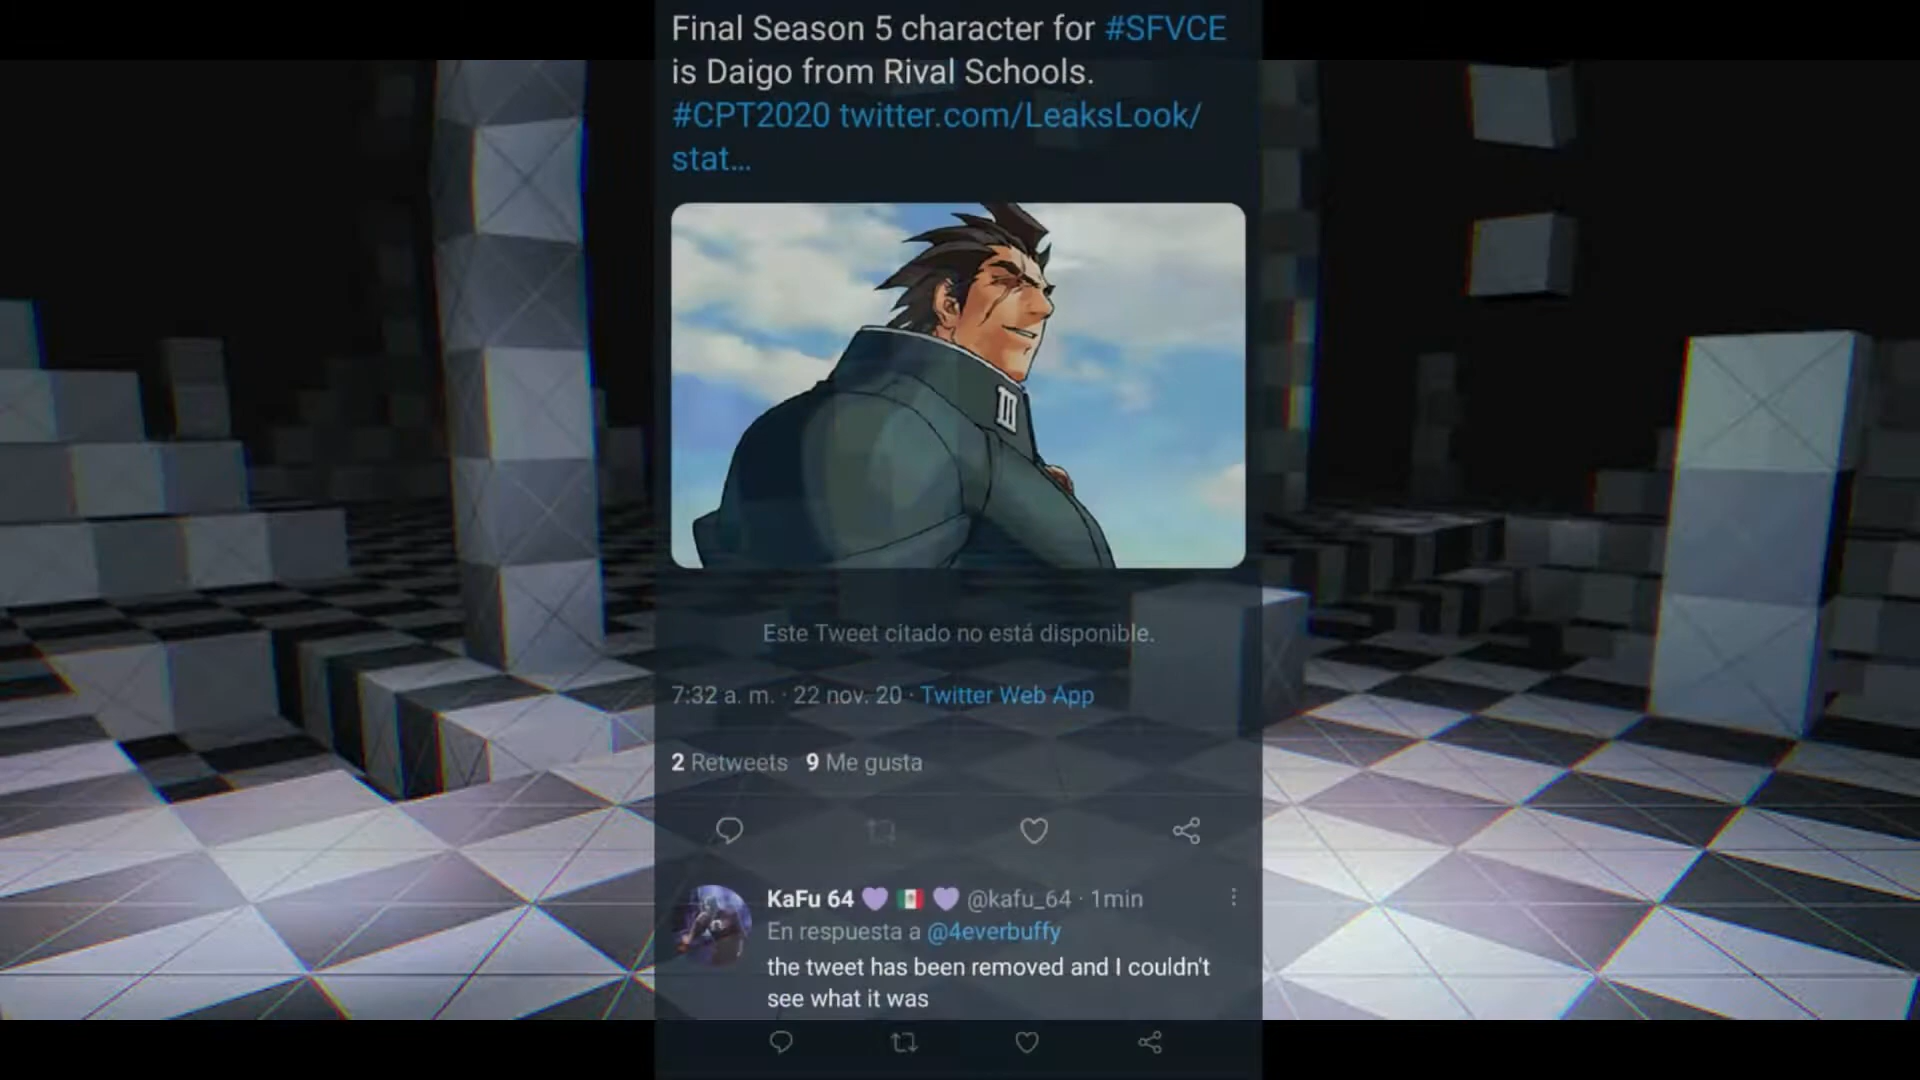 Final Season 5 character for #SFVCE
is Daigo from Rival Schools.
#CPT2020 twitter.com/LeaksLook/
stat...
III
Este Tweet citado no está disponible.
7:32 a. m. · 22 nov. 20 · Twitter Web App
2 Retweets 9 Me gusta
KaFu 64 💜 🇲🇽 💜 @kafu_64 · 1min
En respuesta a @4everbuffy
the tweet has been removed and I couldn't
see what it was